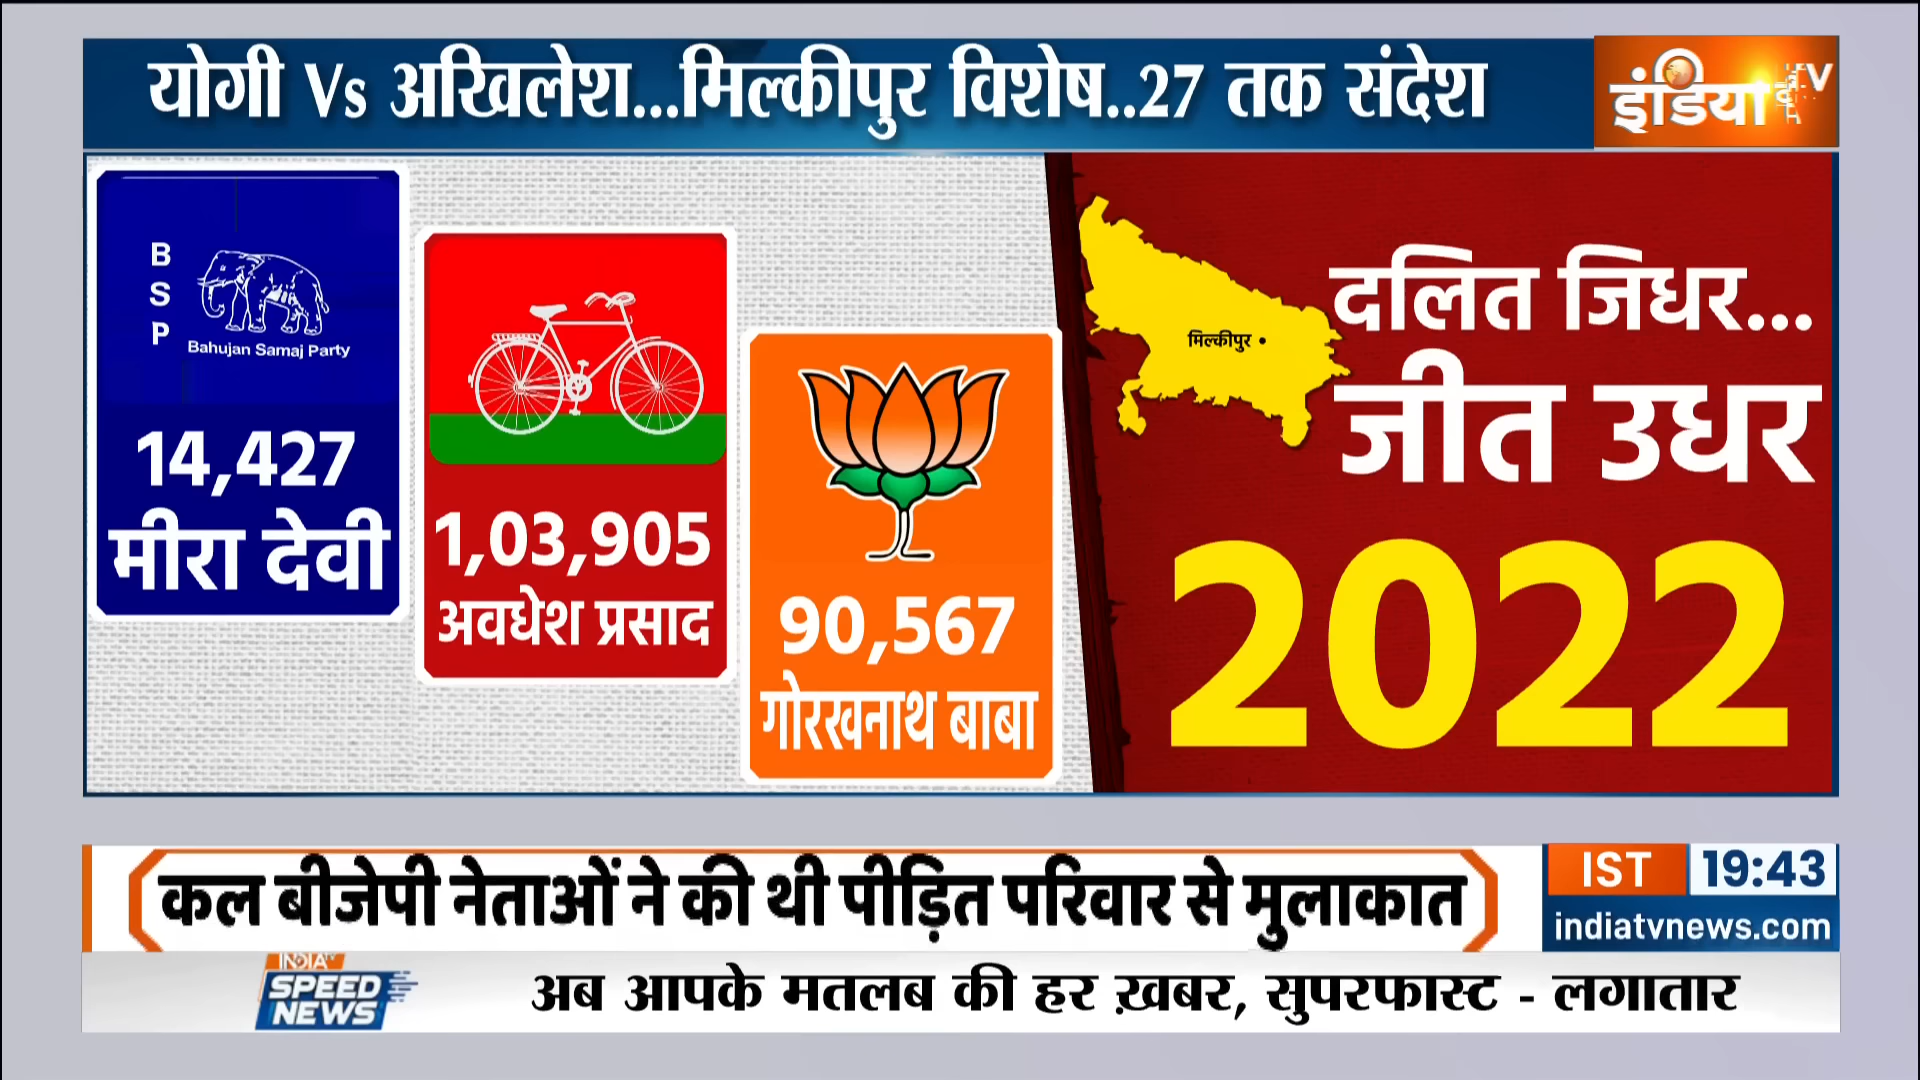 योगी Vs अखिलेश...मिल्कीपुर विशेष..27 तक संदेश
इंडिया टीवी
B
S
P
Bahujan Samaj Party
14,427
मीरा देवी
1,03,905
अवधेश प्रसाद
90,567
गोरखनाथ बाबा
मिल्कीपुर
दलित जिधर...
जीत उधर
2022
कल बीजेपी नेताओं ने की थी पीड़ित परिवार से मुलाकात
IST 19:43
indiatvnews.com
INDIA TV
SPEED
NEWS
अब आपके मतलब की हर ख़बर, सुपरफास्ट - लगातार